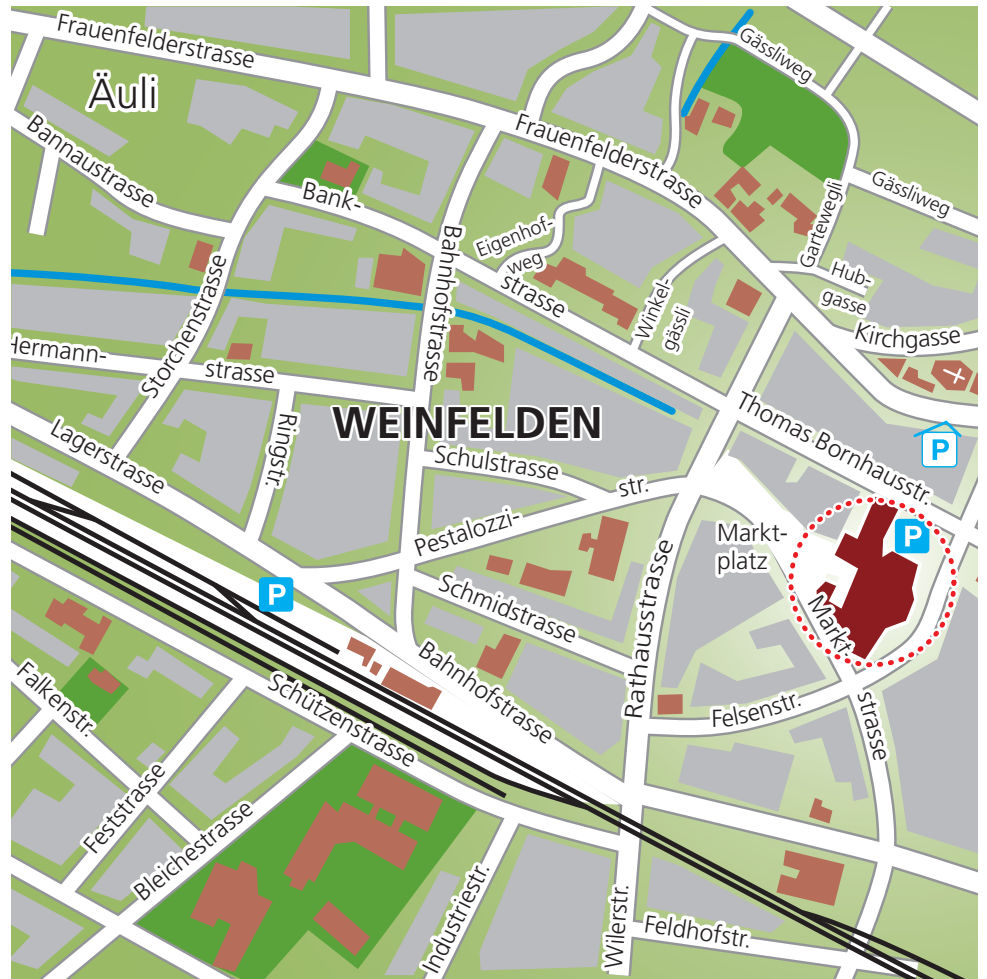 Frauenfelderstrasse
Gässliweg
Äuli
Bannaustrasse
Frauenfelderstrasse
Bank-
strasse
Eigenhof-
weg
Gartewegli
Gässliweg
Hub-
gasse
Kirchgasse
Winkel-
gässli
Bahnhofstrasse
Storchenstrasse
Hermann-
strasse
Ringstr.
WEINFELDEN
Lagerstrasse
Schulstrasse
Pestalozzi-
str.
Thomas Bornhausstr.
P
P
P
Markt-
platz
Markt-
strasse
Schmidstrasse
Rathausstrasse
Bahnhofstrasse
Felsenstr.
Falkenstr.
Schützenstrasse
Feststrasse
Bleichestrasse
Industriestr.
Wilerstr.
Feldhofstr.